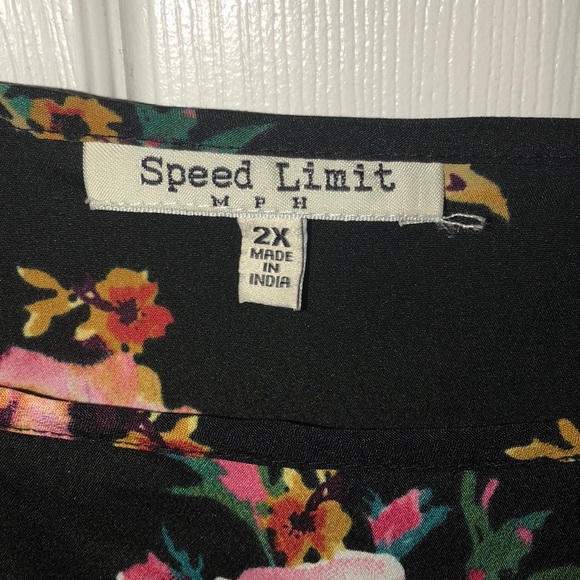 Speed Limit
M P H
2X
MADE
IN
INDIA